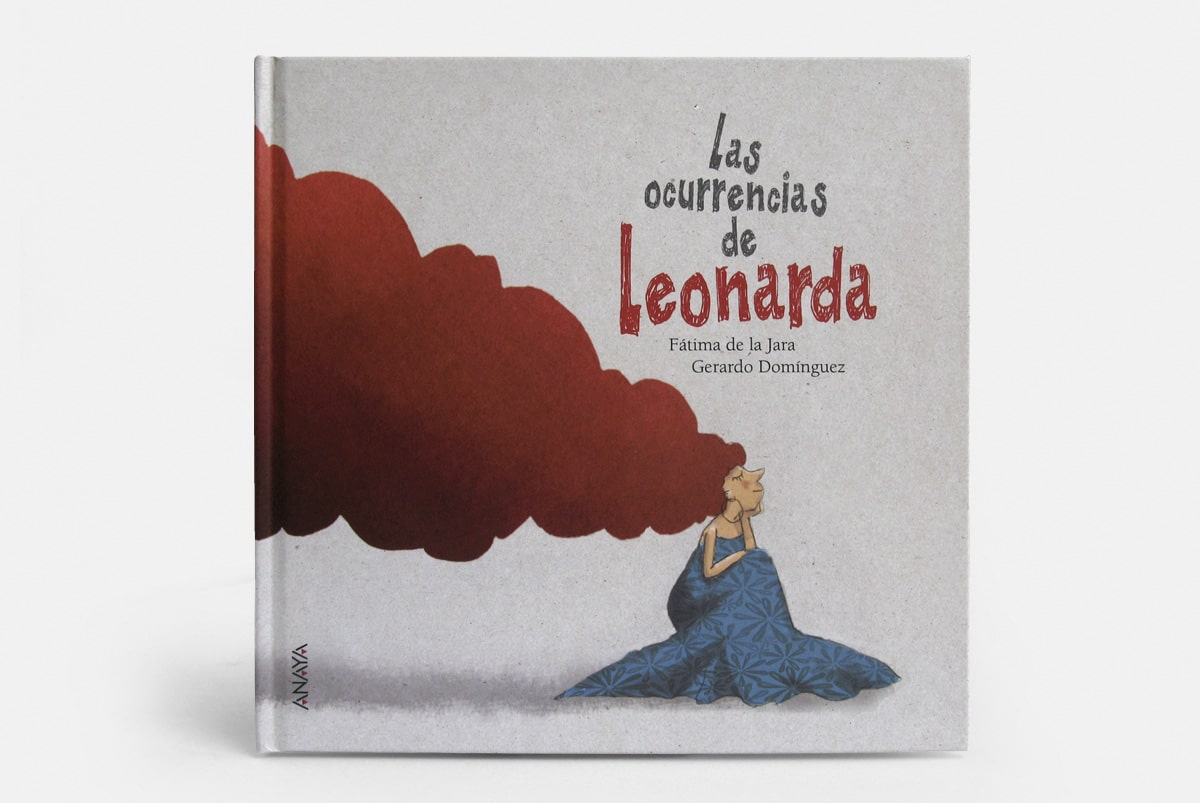 Las
ocurrencias
de
Leonarda
Fátima de la Jara
Gerardo Domínguez
ANAYA